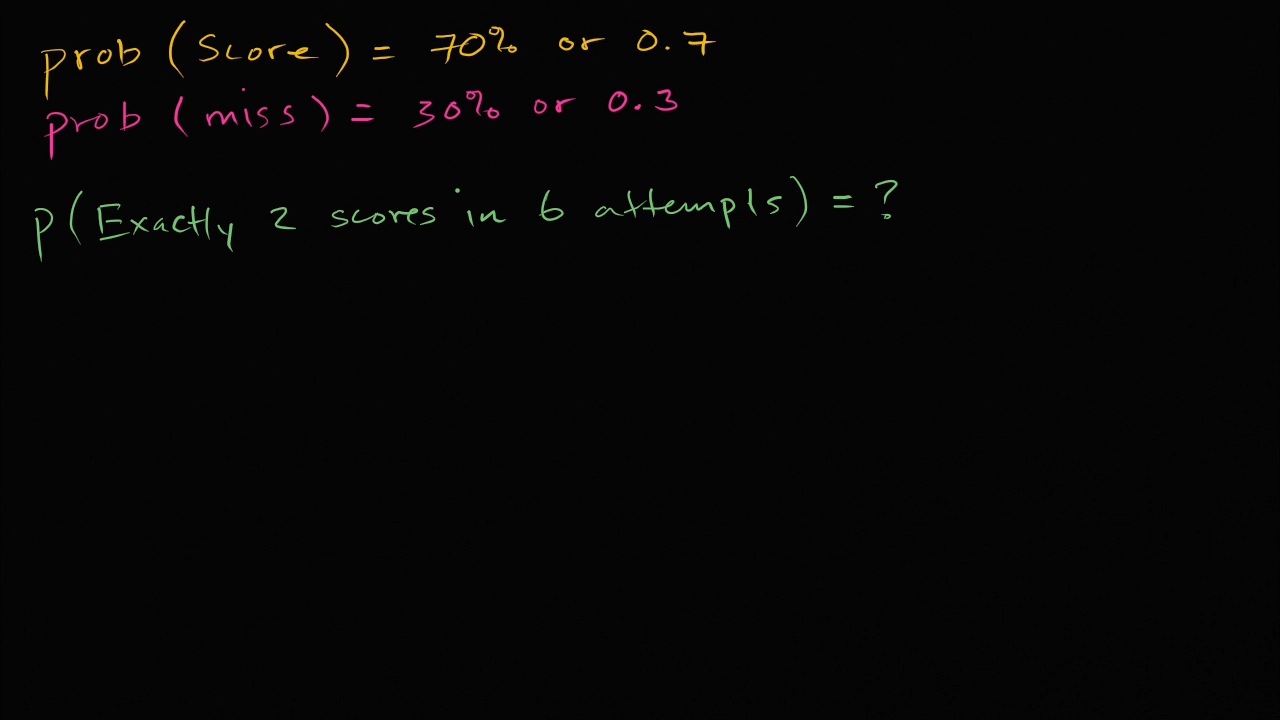 prob (Score) = 70% or 0.7
prob (miss) = 30% or 0.3
P(Exactly 2 scores in 6 attempts) = ?